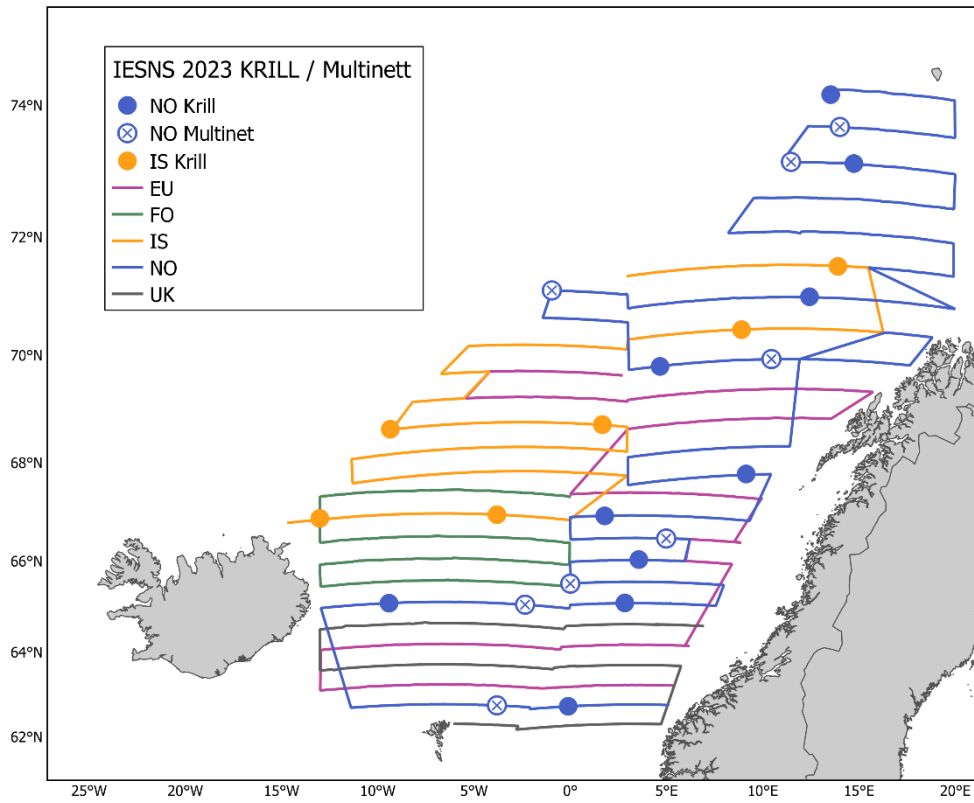 IESNS 2023 KRILL / Multinett
NO Krill
NO Multinet
IS Krill
EU
FO
IS
NO
UK
74°N
72°N
70°N
68°N
66°N
64°N
62°N
25°W 20°W 15°W 10°W 5°W 0° 5°E 10°E 15°E 20°E